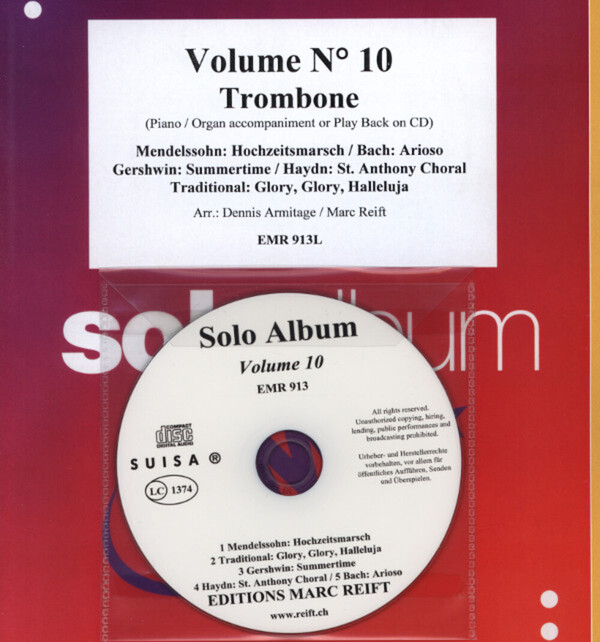 Volume N° 10
Trombone
(Piano / Organ accompaniment or Play Back on CD)
Mendelssohn: Hochzeitsmarsch / Bach: Arioso
Gershwin: Summertime / Haydn: St. Anthony Choral
Traditional: Glory, Glory, Halleluja
Arr.: Dennis Armitage / Marc Reift
EMR 913L
solo album
Solo Album
Volume 10
EMR 913
All rights reserved.
Unauthorized copying, hiring,
lending, public performances and
broadcasting prohibited.
COMPACT
disc
DIGITAL AUDIO
SUISA ®
LC 1374
Urheber- und Herstellerrechte
vorbehalten, vor allem für
öffentliches Aufführen, Senden
und Überspielen.
1 Mendelssohn: Hochzeitsmarsch
2 Traditional: Glory, Glory, Halleluja
3 Gershwin: Summertime
4 Haydn: St. Anthony Choral / 5 Bach: Arioso
EDITIONS MARC REIFT
www.reift.ch